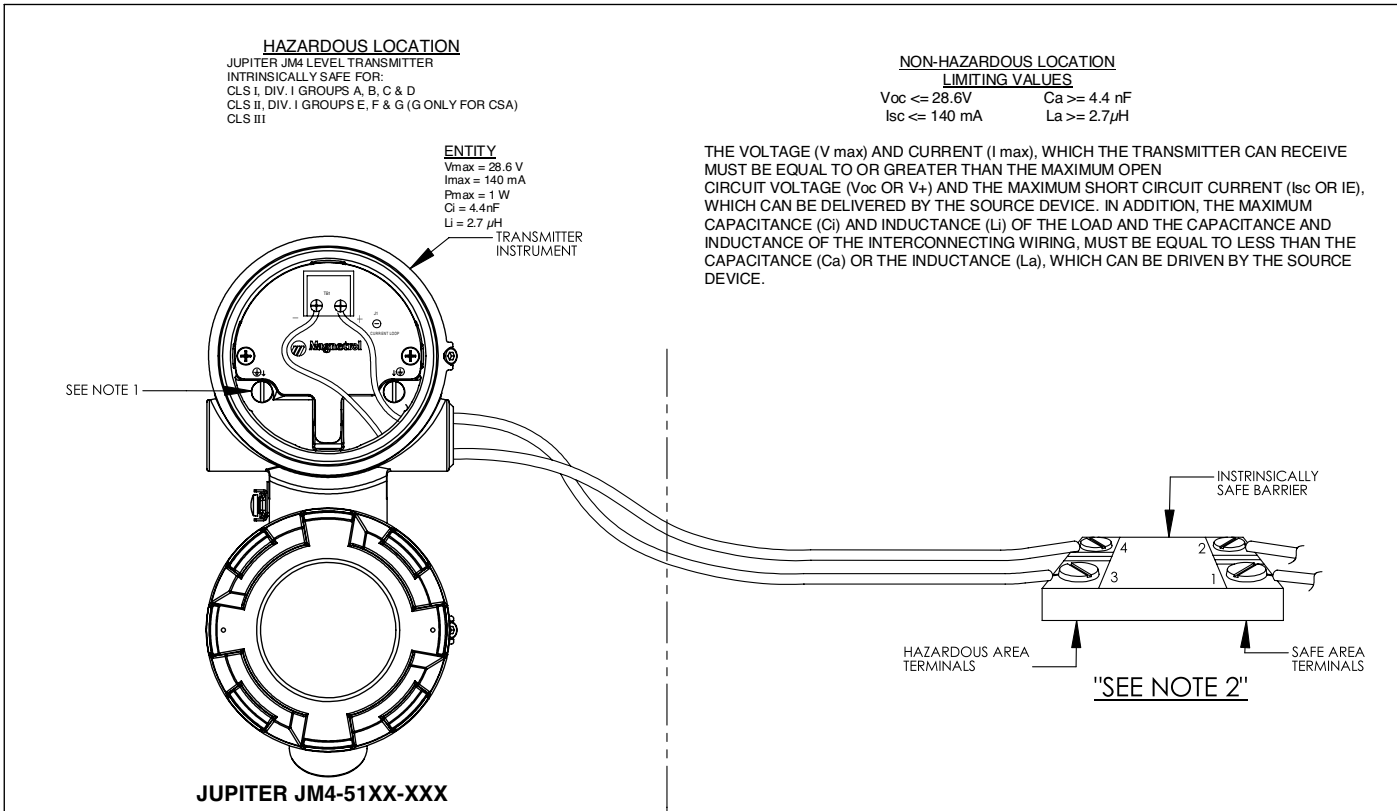 HAZARDOUS LOCATION
JUPITER JM4 LEVEL TRANSMITTER
INTRINSICALLY SAFE FOR:
CLS I, DIV. I GROUPS A, B, C & D
CLS II, DIV. I GROUPS E, F & G (G ONLY FOR CSA)
CLS III
ENTITY
Vmax = 28.6 V
Imax = 140 mA
Pmax = 1 W
Ci = 4.4nF
Li = 2.7 µH
TRANSMITTER
INSTRUMENT
NON-HAZARDOUS LOCATION
LIMITING VALUES
Voc <= 28.6V Ca >= 4.4 nF
Isc <= 140 mA La >= 2.7µH
THE VOLTAGE (V max) AND CURRENT (I max), WHICH THE TRANSMITTER CAN RECEIVE
MUST BE EQUAL TO OR GREATER THAN THE MAXIMUM OPEN
CIRCUIT VOLTAGE (Voc OR V+) AND THE MAXIMUM SHORT CIRCUIT CURRENT (Isc OR IE),
WHICH CAN BE DELIVERED BY THE SOURCE DEVICE. IN ADDITION, THE MAXIMUM
CAPACITANCE (Ci) AND INDUCTANCE (Li) OF THE LOAD AND THE CAPACITANCE AND
INDUCTANCE OF THE INTERCONNECTING WIRING, MUST BE EQUAL TO LESS THAN THE
CAPACITANCE (Ca) OR THE INDUCTANCE (La), WHICH CAN BE DRIVEN BY THE SOURCE
DEVICE.
TB1
- +
J1
CURRENT LOOP
Magnetrol
SEE NOTE 1
INSTRINSICALLY
SAFE BARRIER
4 2
3 1
HAZARDOUS AREA
TERMINALS
SAFE AREA
TERMINALS
"SEE NOTE 2"
JUPITER JM4-51XX-XXX